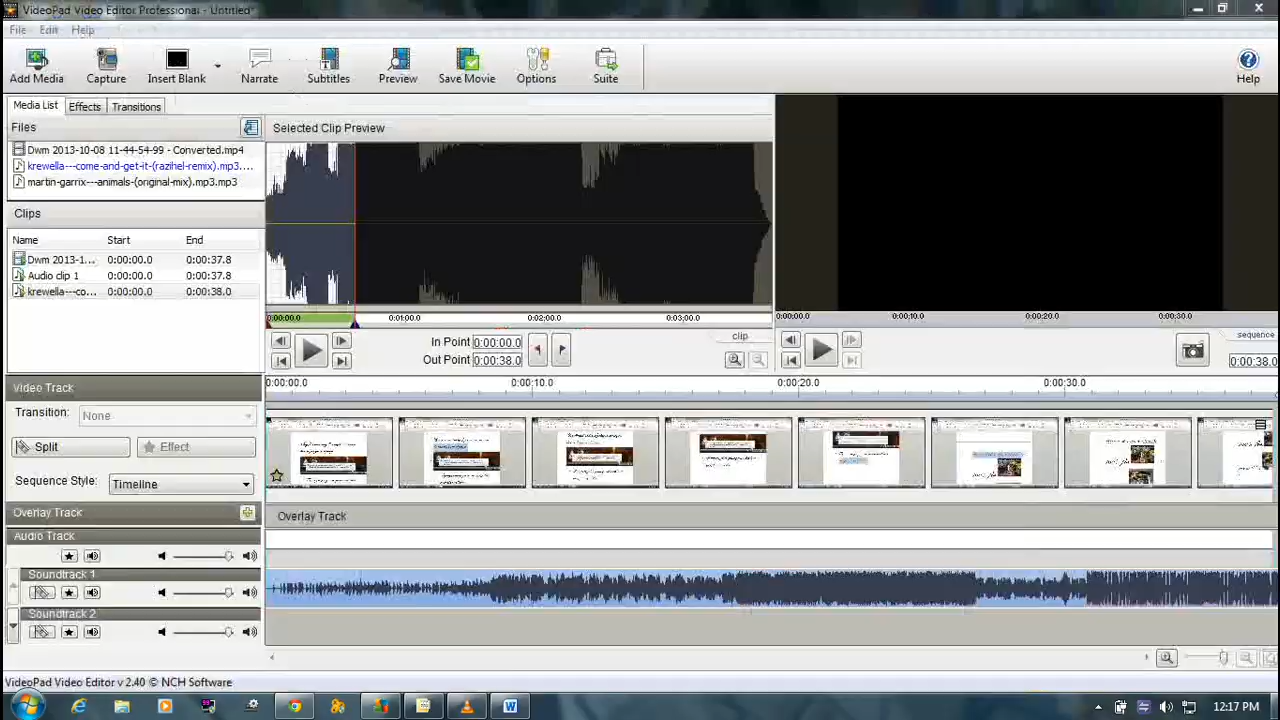 VideoPad Video Editor Professional - Untitled*
File Edit Help
Add Media Capture Insert Blank Narrate Subtitles Preview Save Movie Options Suite Help
Media List Effects Transitions
Files
Selected Clip Preview
Dwm 2013-10-08 11-44-54-99 - Converted.mp4
krewella---come-and-get-it-(razihel-remix).mp3....
martin-garrix---animals-(original-mix).mp3.mp3
Clips
Name Start End
Dwm 2013-1... 0:00:00.0 0:00:37.8
Audio clip 1 0:00:00.0 0:00:37.8
krewella---co... 0:00:00.0 0:00:38.0
0:00:00.0 0:01:00.0 0:02:00.0 0:03:00.0
0:00:00.0 0:00:10.0 0:00:20.0 0:00:30.0
In Point 0:00:00.0
Out Point 0:00:38.0
clip
sequence
0:00:38.0
Video Track
0:00:00.0 0:00:10.0 0:00:20.0 0:00:30.0
Transition: None
Split Effect
Sequence Style: Timeline
Overlay Track
Overlay Track
Audio Track
Soundtrack 1
Soundtrack 2
VideoPad Video Editor v 2.40 © NCH Software
12:17 PM